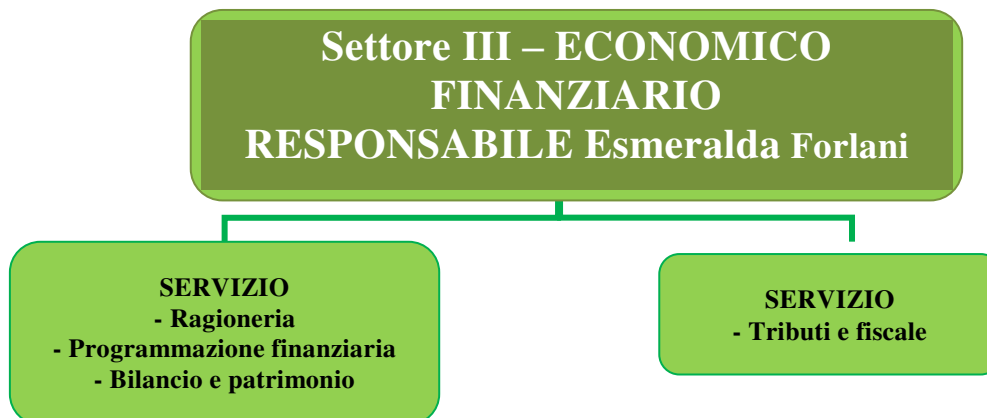 Settore III – ECONOMICO
FINANZIARIO
RESPONSABILE Esmeralda Forlani
SERVIZIO
- Ragioneria
- Programmazione finanziaria
- Bilancio e patrimonio
SERVIZIO
- Tributi e fiscale